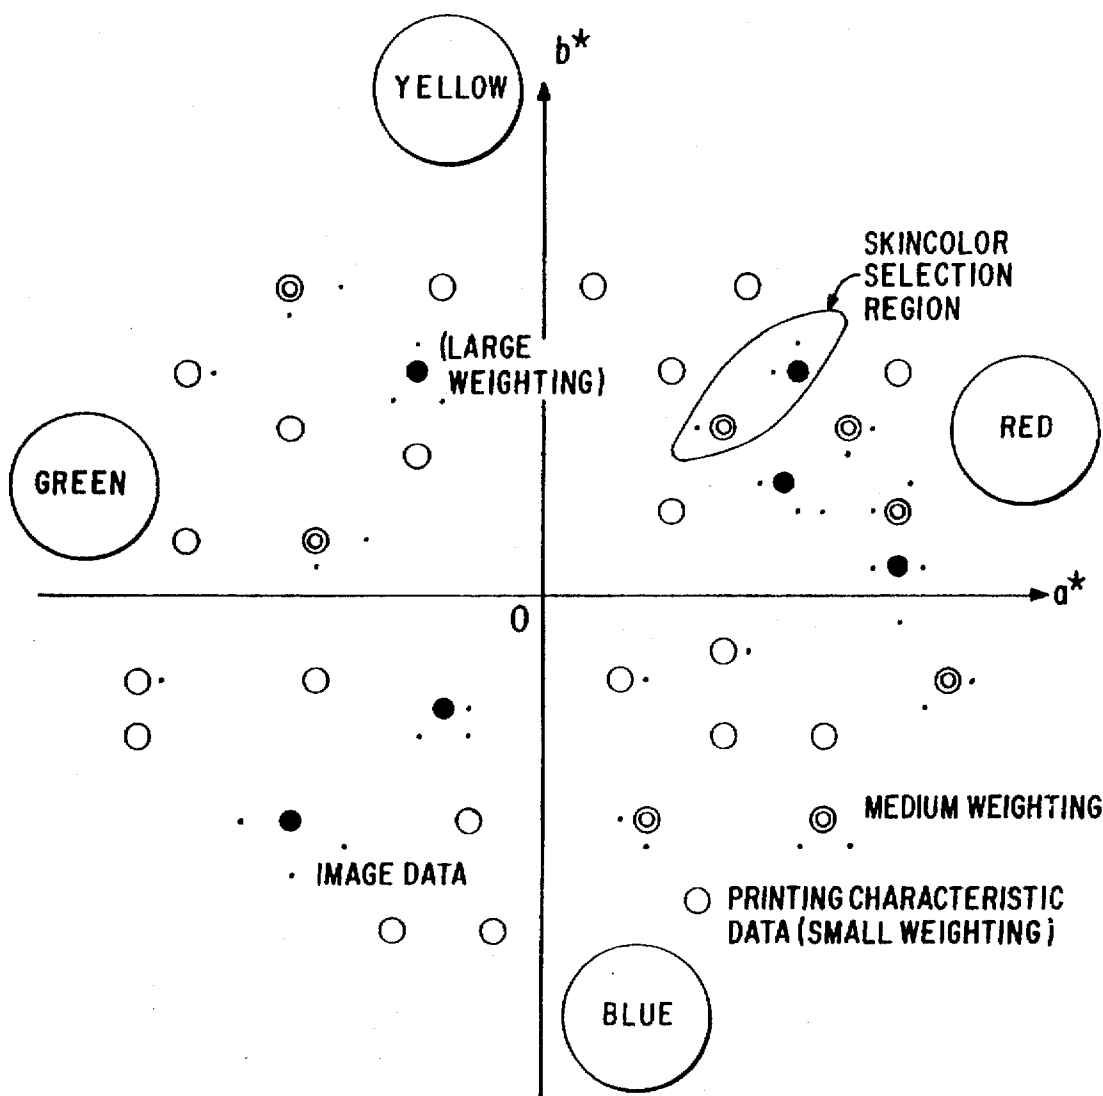 b*
YELLOW
SKINCOLOR
SELECTION
REGION
(LARGE
WEIGHTING)
RED
GREEN
a*
0
MEDIUM WEIGHTING
IMAGE DATA
PRINTING CHARACTERISTIC
DATA (SMALL WEIGHTING)
BLUE